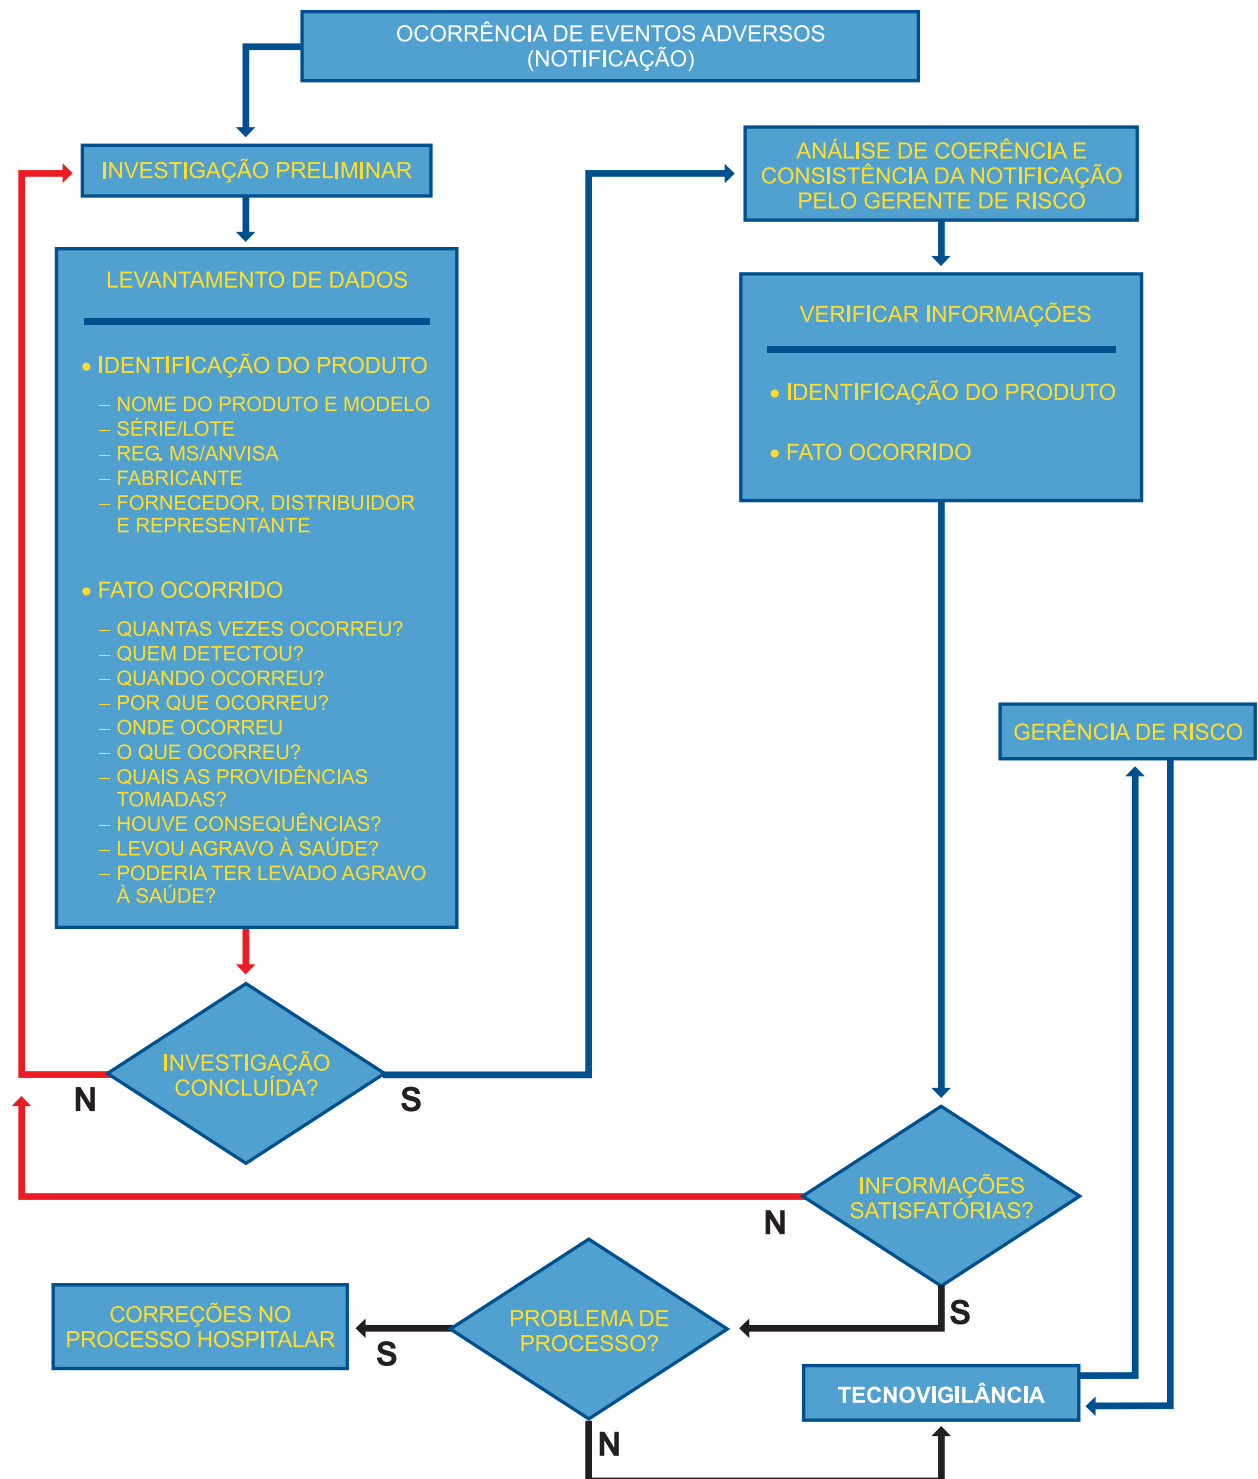 OCORRÊNCIA DE EVENTOS ADVERSOS
(NOTIFICAÇÃO)
INVESTIGAÇÃO PRELIMINAR
LEVANTAMENTO DE DADOS
• IDENTIFICAÇÃO DO PRODUTO
– NOME DO PRODUTO E MODELO
– SÉRIE/LOTE
– REG. MS/ANVISA
– FABRICANTE
– FORNECEDOR, DISTRIBUIDOR
E REPRESENTANTE
• FATO OCORRIDO
– QUANTAS VEZES OCORREU?
– QUEM DETECTOU?
– QUANDO OCORREU?
– POR QUE OCORREU?
– ONDE OCORREU
– O QUE OCORREU?
– QUAIS AS PROVIDÊNCIAS
TOMADAS?
– HOUVE CONSEQUÊNCIAS?
– LEVOU AGRAVO À SAÚDE?
– PODERIA TER LEVADO AGRAVO
À SAÚDE?
INVESTIGAÇÃO
CONCLUÍDA?
N
S
ANÁLISE DE COERÊNCIA E
CONSISTÊNCIA DA NOTIFICAÇÃO
PELO GERENTE DE RISCO
VERIFICAR INFORMAÇÕES
• IDENTIFICAÇÃO DO PRODUTO
• FATO OCORRIDO
GERÊNCIA DE RISCO
INFORMAÇÕES
SATISFATÓRIAS?
N
S
PROBLEMA DE
PROCESSO?
S
N
CORREÇÕES NO
PROCESSO HOSPITALAR
TECNOVIGILÂNCIA